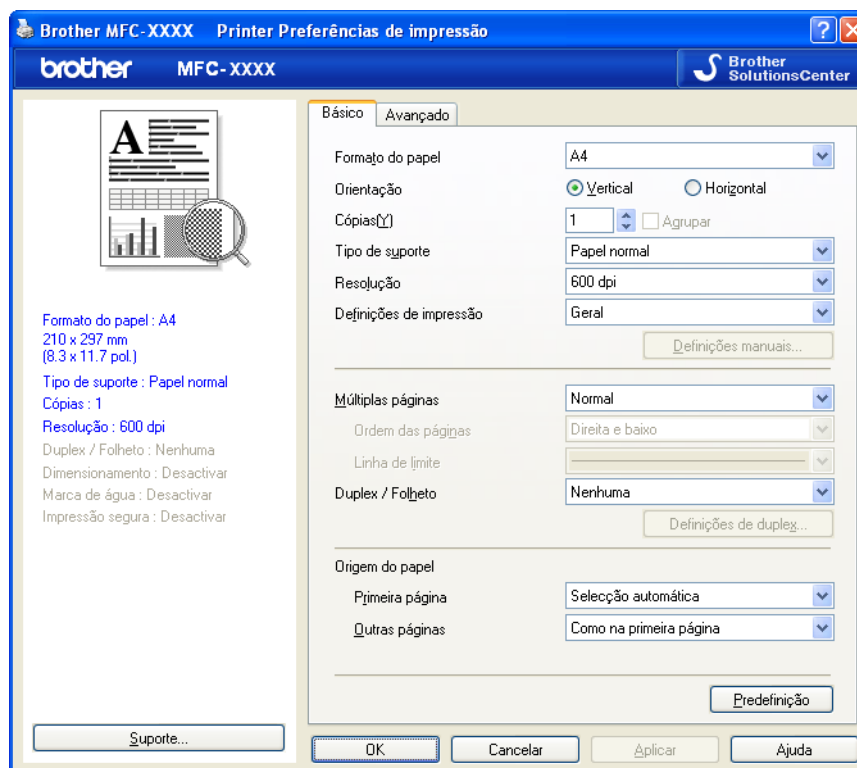 Brother MFC-XXXX Printer Preferências de impressão
brother MFC-XXXX
Brother
SolutionsCenter
A
Formato do papel : A4
210 x 297 mm
(8.3 x 11.7 pol.)
Tipo de suporte : Papel normal
Cópias : 1
Resolução : 600 dpi
Duplex / Folheto : Nenhuma
Dimensionamento : Desactivar
Marca de água : Desactivar
Impressão segura : Desactivar
Suporte...
Básico Avançado
Formato do papel A4
Orientação Vertical Horizontal
Cópias(Y) 1 Agrupar
Tipo de suporte Papel normal
Resolução 600 dpi
Definições de impressão Geral
Definições manuais...
Múltiplas páginas Normal
Ordem das páginas Direita e baixo
Linha de limite
Duplex / Folheto Nenhuma
Definições de duplex...
Origem do papel
Primeira página Selecção automática
Outras páginas Como na primeira página
Predefinição
OK Cancelar Aplicar Ajuda